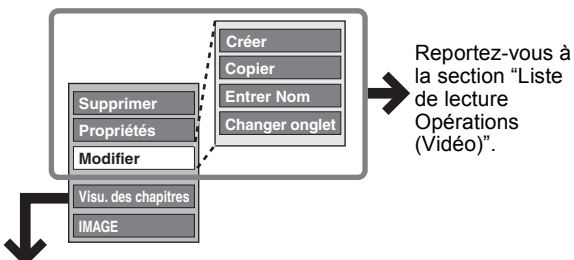 Créer
Copier
Entrer Nom
Changer onglet
Supprimer
Propriétés
Modifier
Visu. des chapitres
IMAGE
Reportez-vous à
la section “Liste
de lecture
Opérations
(Vidéo)”.